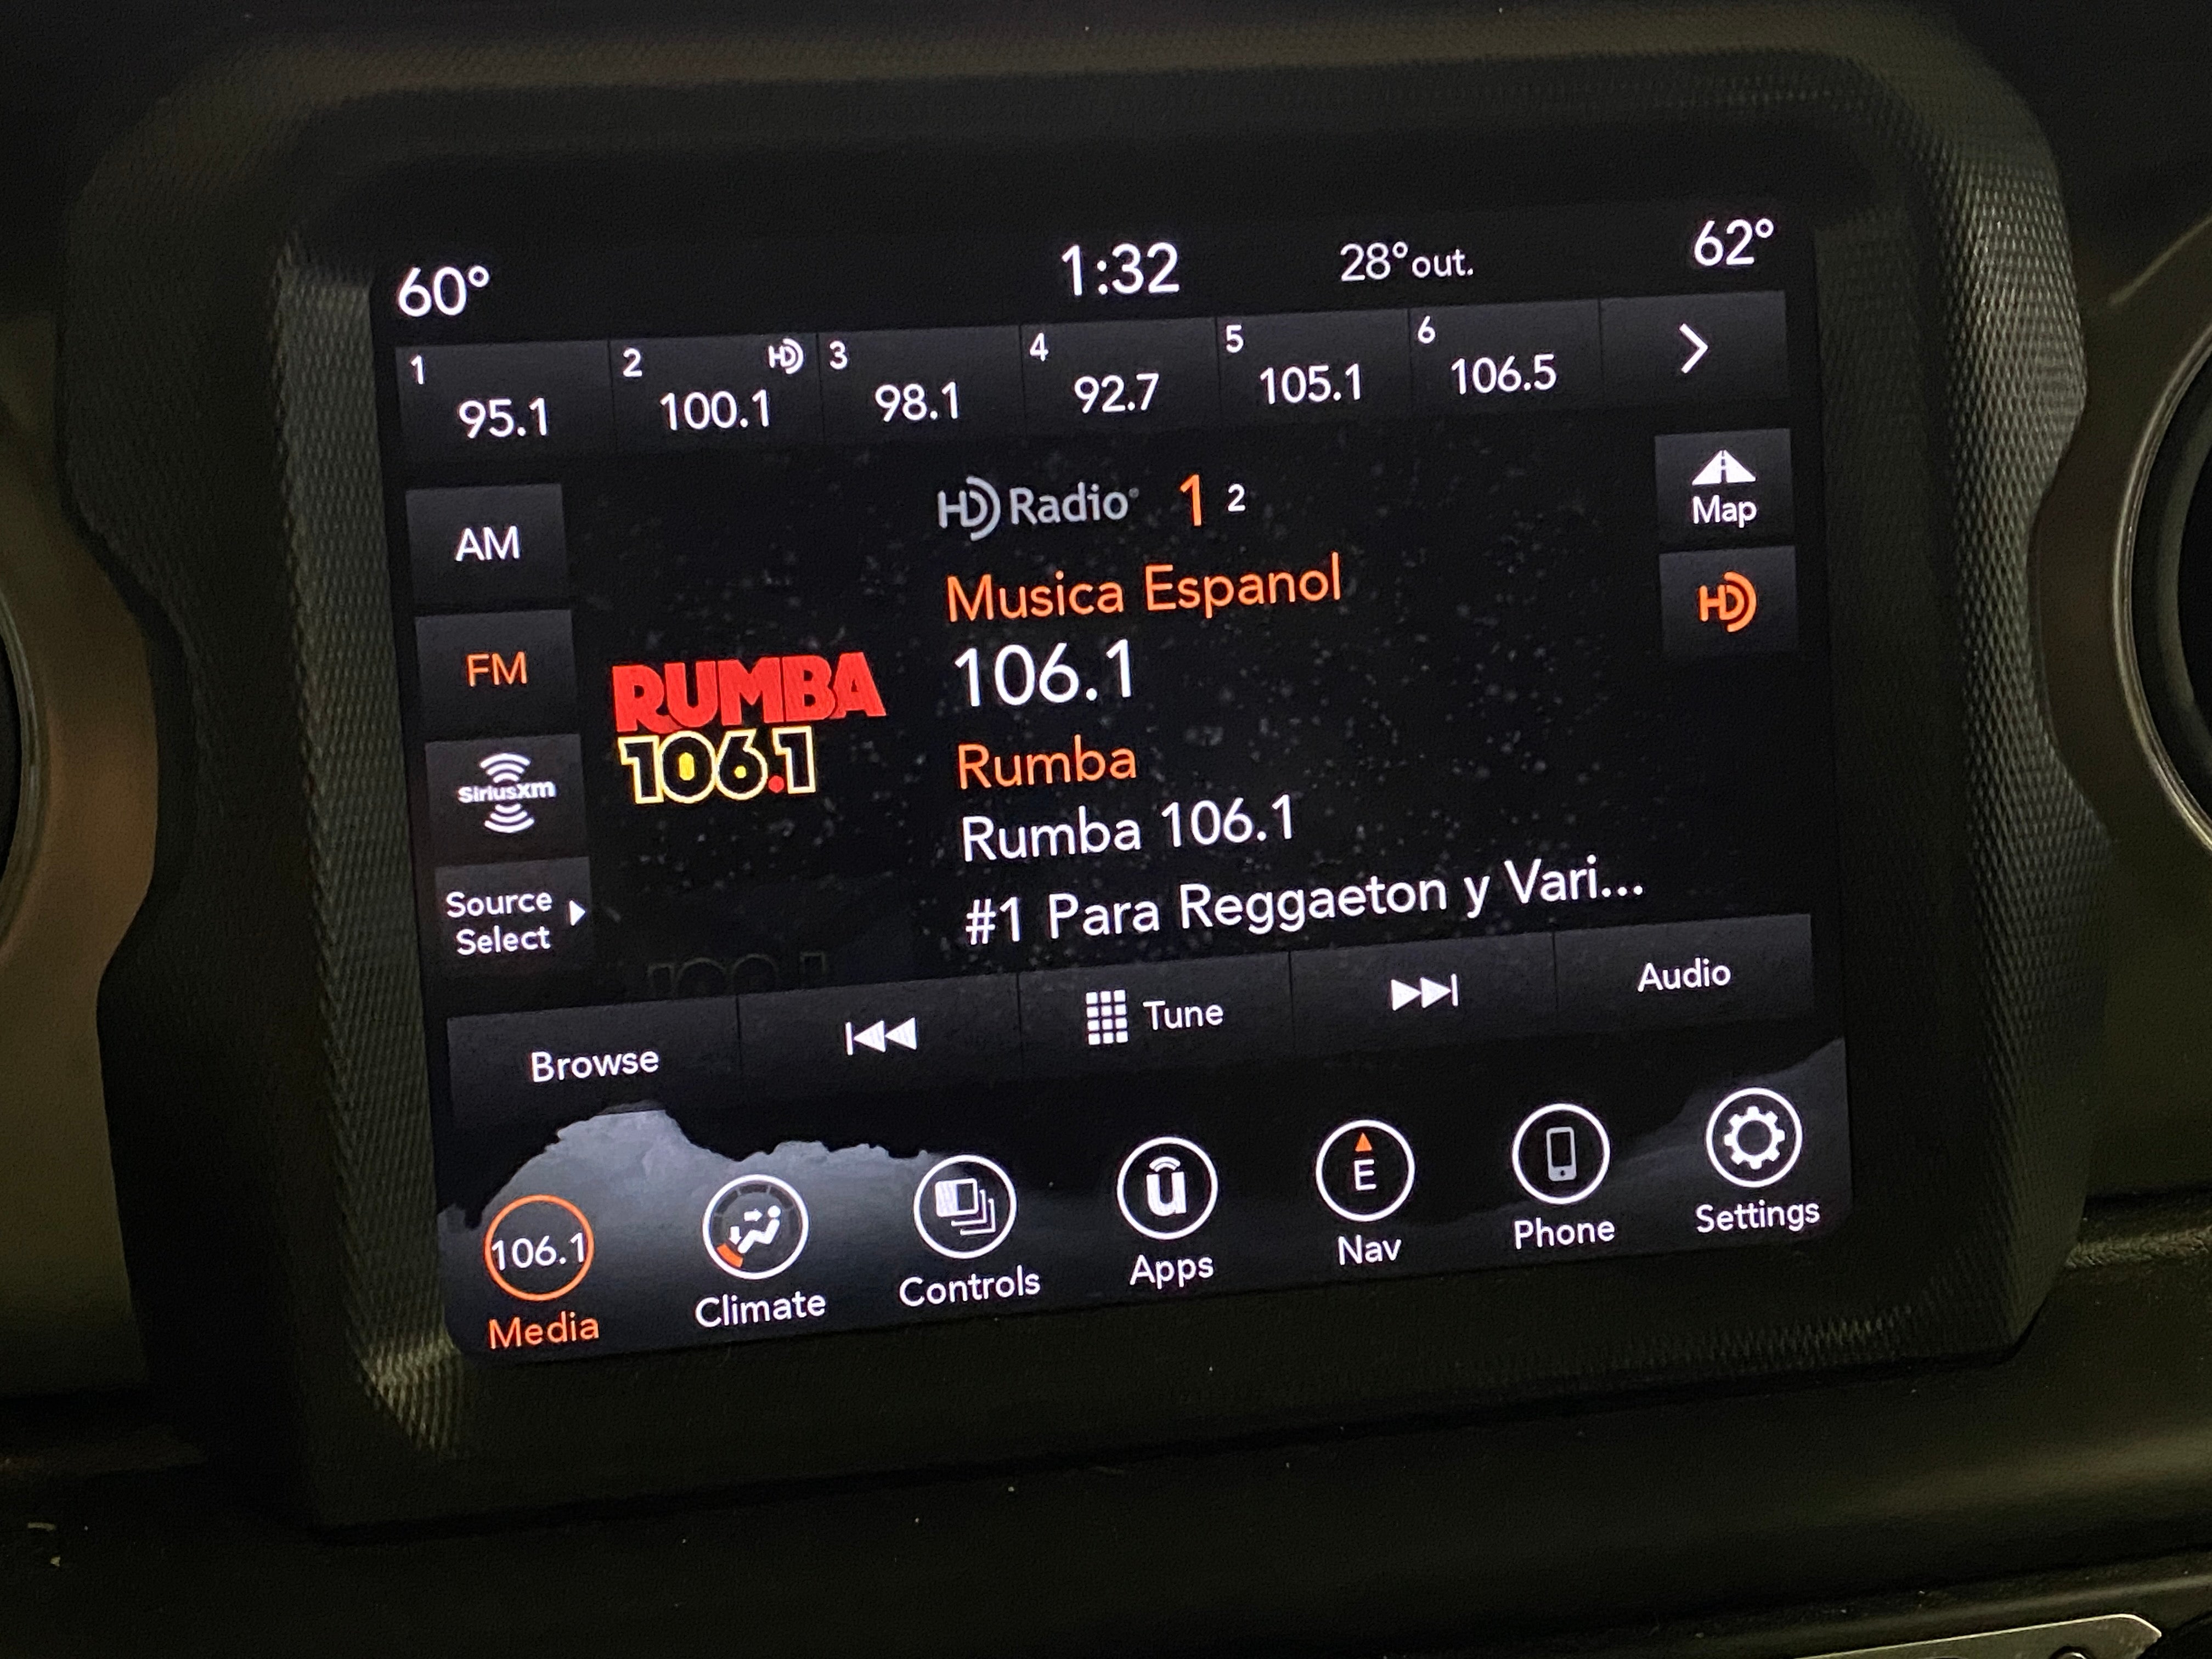 60° 1:32 28°out. 62°
1 2 HD 3 4 5 6
95.1 100.1 98.1 92.7 105.1 106.5
HD Radio 1 2
AM
Map
Musica Espanol
HD
106.1
FM
RUMBA
106.1
Rumba
SiriusXM
Rumba 106.1
Source
Select
#1 Para Reggaeton y Vari...
Browse Tune Audio
106.1 u E
Media Climate Controls Apps Nav Phone Settings